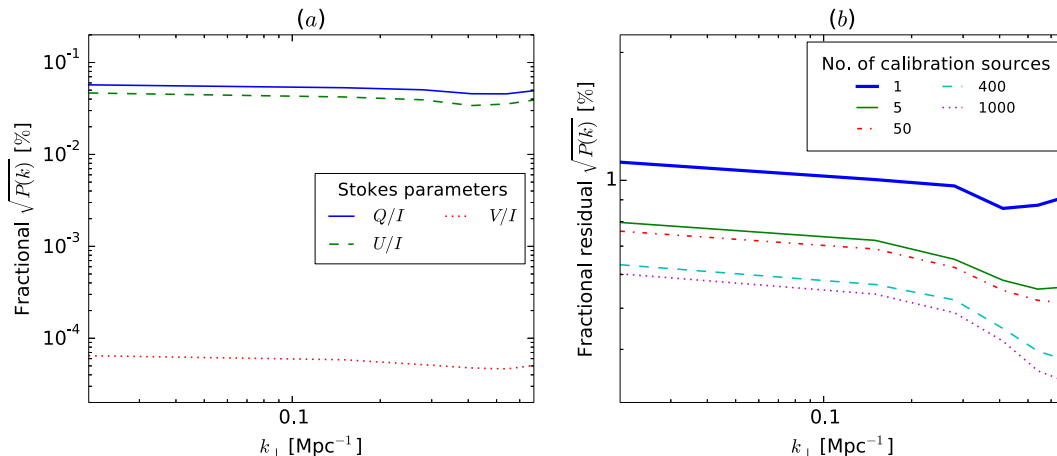 (a)
Fractional √P(k) [%]
10⁻¹
10⁻²
10⁻³
10⁻⁴
Stokes parameters
Q/I
V/I
U/I
0.1
k⊥ [Mpc⁻¹]
(b)
Fractional residual √P(k) [%]
1
No. of calibration sources
1
400
5
1000
50
0.1
k⊥ [Mpc⁻¹]